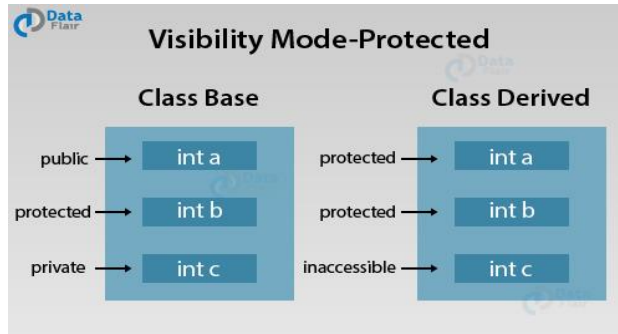 Data
Flair
Visibility Mode-Protected
Class Base
Class Derived
public
int a
protected
int a
protected
int b
protected
int b
private
int c
inaccessible
int c